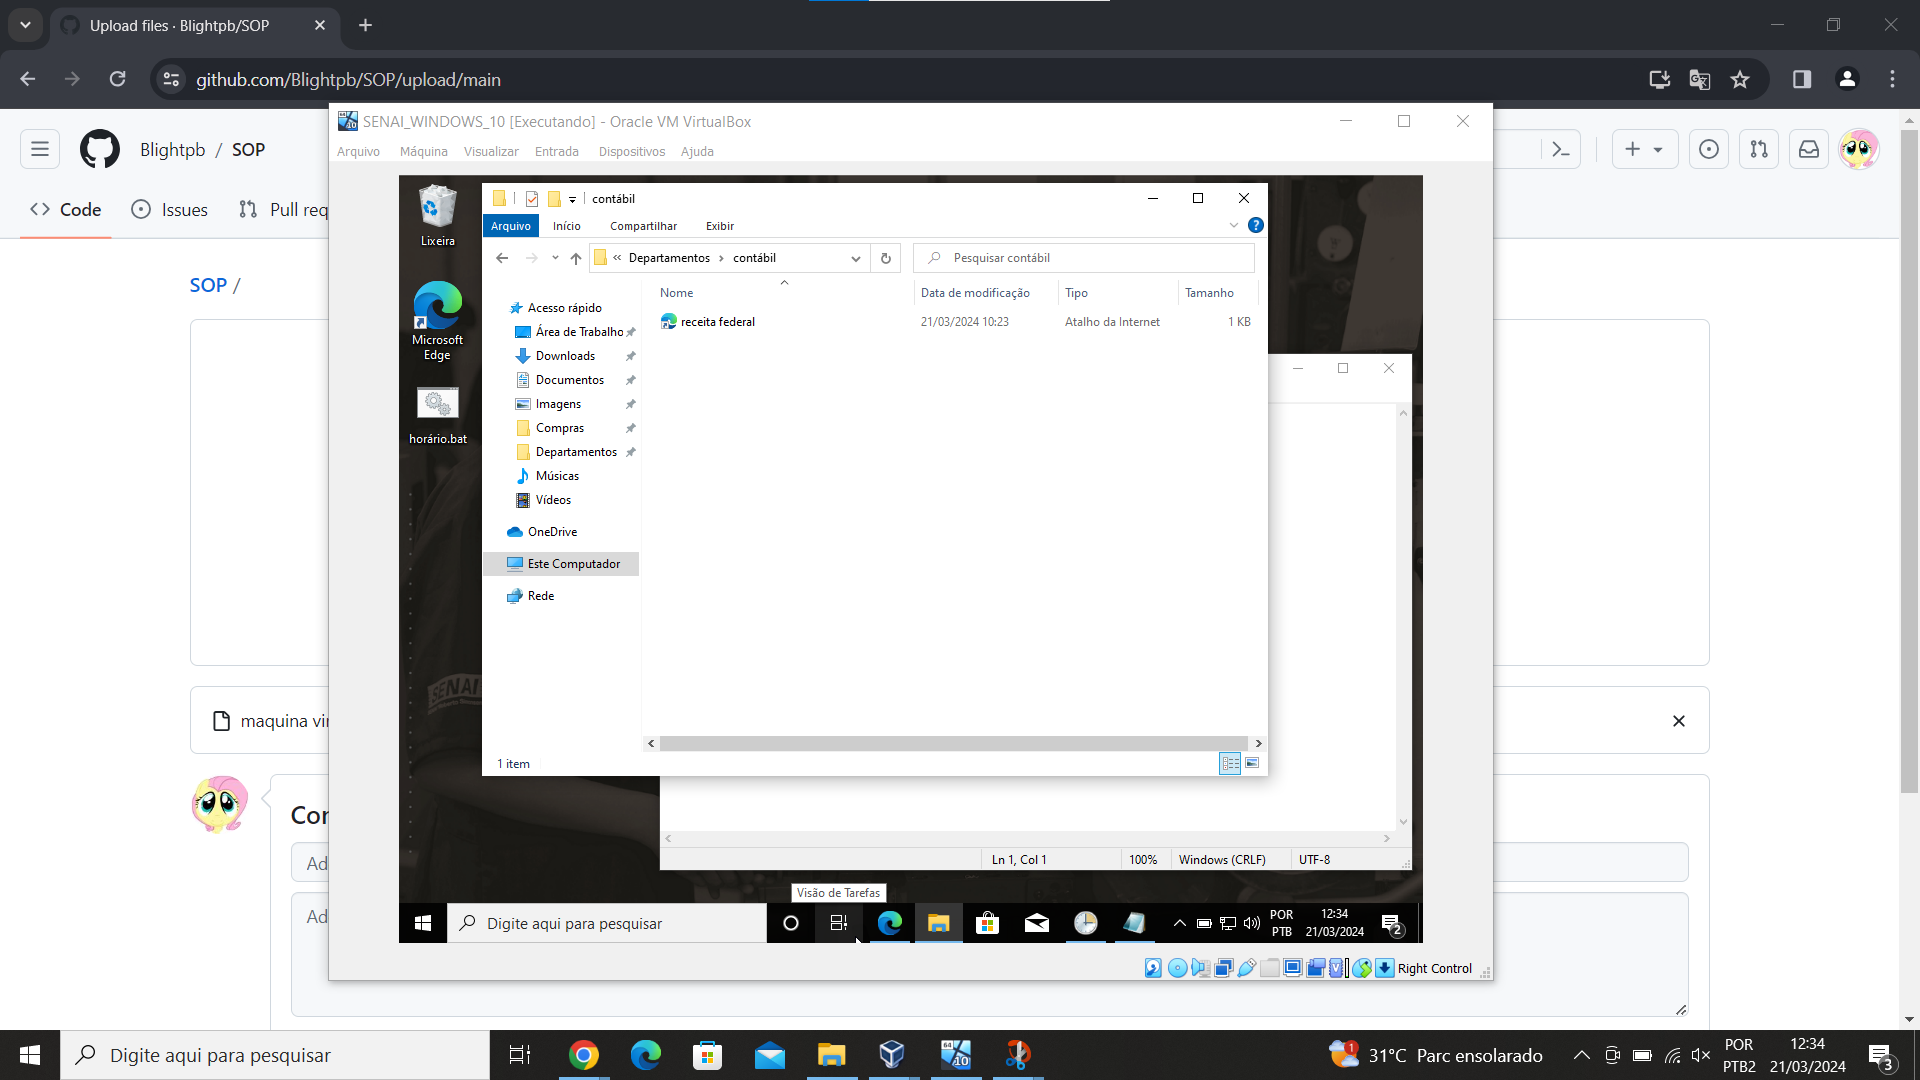 Upload files · Blightpb/SOP
github.com/Blightpb/SOP/upload/main
SENAI_WINDOWS_10 [Executando] - Oracle VM VirtualBox
Arquivo Máquina Visualizar Entrada Dispositivos Ajuda
Blightpb / SOP
Code Issues Pull req
SOP /
maquina vir
Con
Ad
Ad
Lixeira
Microsoft
Edge
horário.bat
SENAI
contábil
Arquivo Início Compartilhar Exibir
« Departamentos › contábil
Pesquisar contábil
Nome Data de modificação Tipo Tamanho
receita federal 21/03/2024 10:23 Atalho da Internet 1 KB
Acesso rápido
Área de Trabalho
Downloads
Documentos
Imagens
Compras
Departamentos
Músicas
Vídeos
OneDrive
Este Computador
Rede
1 item
Ln 1, Col 1 100% Windows (CRLF) UTF-8
Visão de Tarefas
Digite aqui para pesquisar
POR
PTB
12:34
21/03/2024
2
Right Control
Digite aqui para pesquisar
1
31°C Parc ensolarado
POR
PTB2
12:34
21/03/2024
3